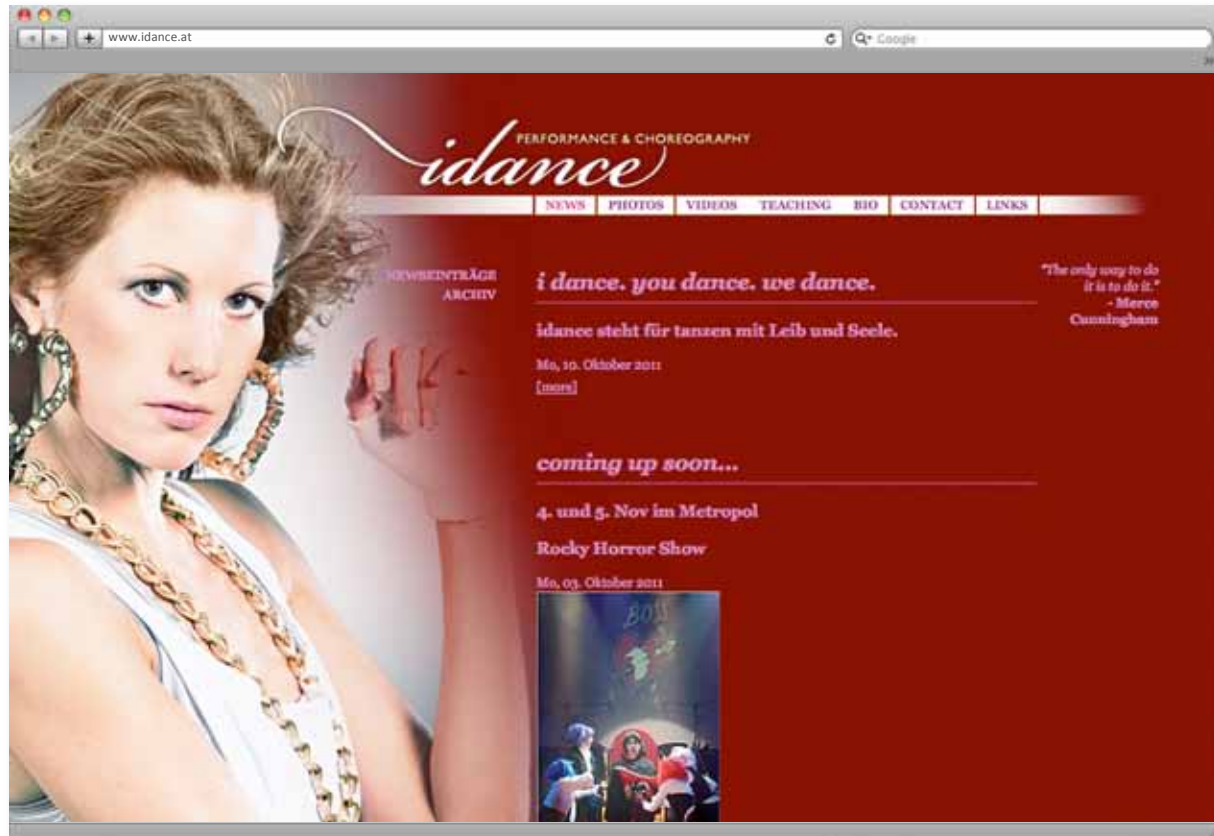 www.idance.at
Google
PERFORMANCE & CHOREOGRAPHY
idance
NEWS PHOTOS VIDEOS TEACHING BIO CONTACT LINKS
NEWSEINTRÄGE
ARCHIV
i dance. you dance. we dance.
idance steht für tanzen mit Leib und Seele.
Mo, 10. Oktober 2011
[more]
"The only way to do
it is to do it."
- Merce
Cunningham
coming up soon...
4. und 5. Nov im Metropol
Rocky Horror Show
Mo, 03. Oktober 2011